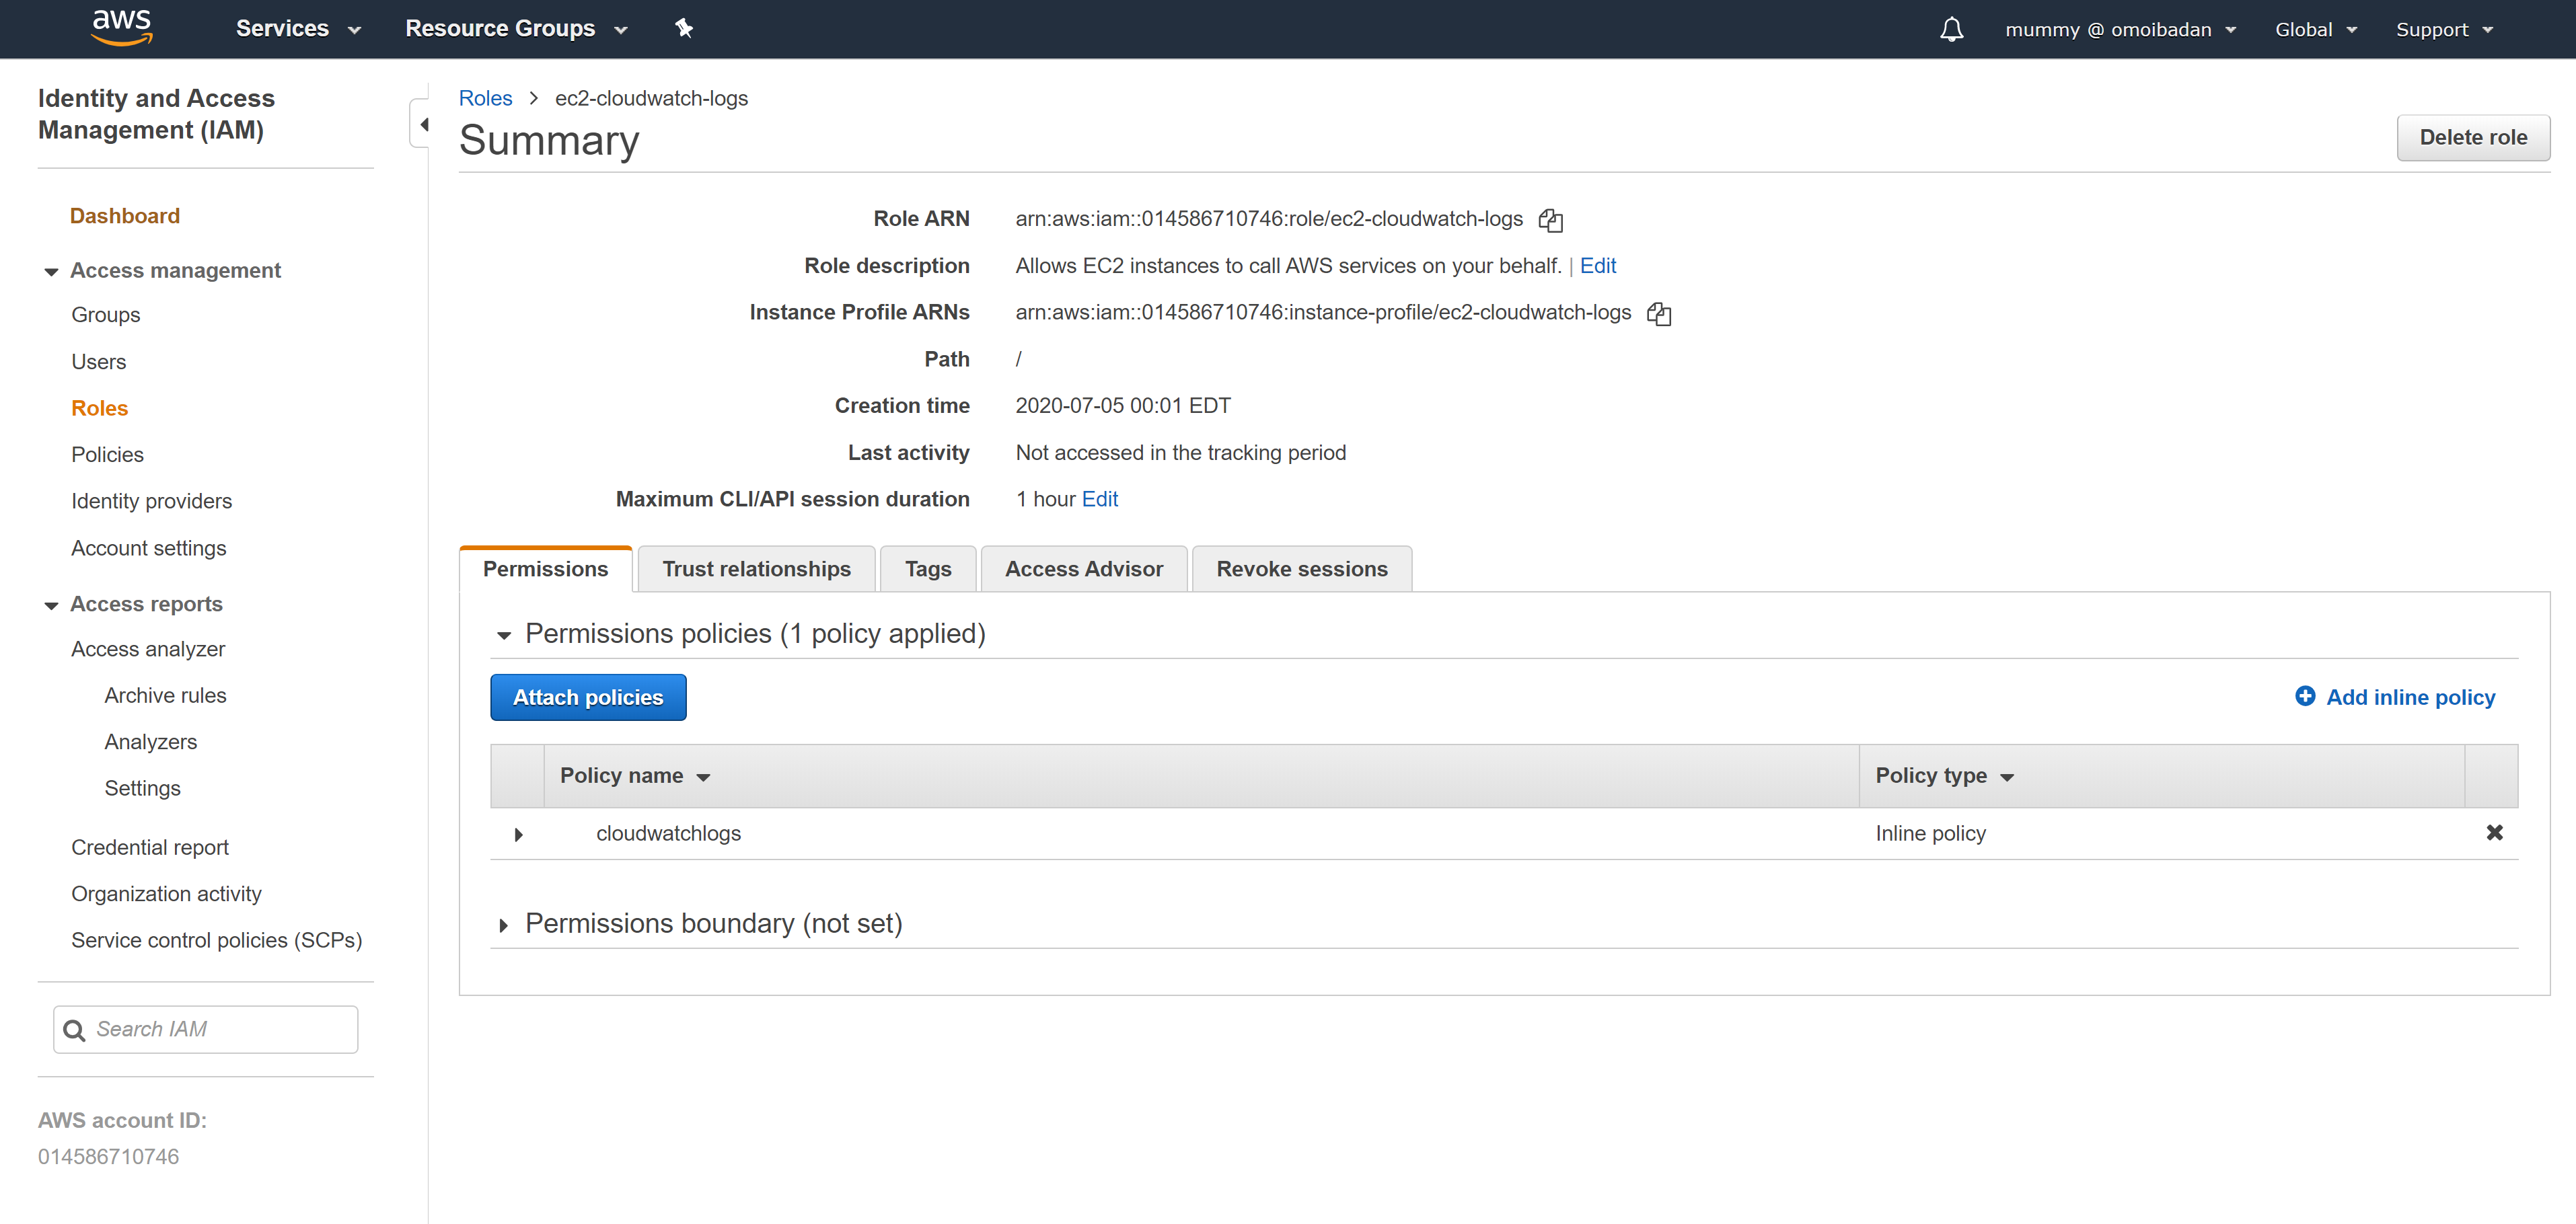 aws
Services
Resource Groups
mummy @ omoibadan
Global
Support
Identity and Access
Management (IAM)
Dashboard
Access management
Groups
Users
Roles
Policies
Identity providers
Account settings
Access reports
Access analyzer
Archive rules
Analyzers
Settings
Credential report
Organization activity
Service control policies (SCPs)
Search IAM
AWS account ID:
014586710746
Roles > ec2-cloudwatch-logs
Summary
Delete role
Role ARN arn:aws:iam::014586710746:role/ec2-cloudwatch-logs
Role description Allows EC2 instances to call AWS services on your behalf. | Edit
Instance Profile ARNs arn:aws:iam::014586710746:instance-profile/ec2-cloudwatch-logs
Path /
Creation time 2020-07-05 00:01 EDT
Last activity Not accessed in the tracking period
Maximum CLI/API session duration 1 hour Edit
Permissions
Trust relationships
Tags
Access Advisor
Revoke sessions
Permissions policies (1 policy applied)
Attach policies
Add inline policy
Policy name
Policy type
cloudwatchlogs
Inline policy
Permissions boundary (not set)